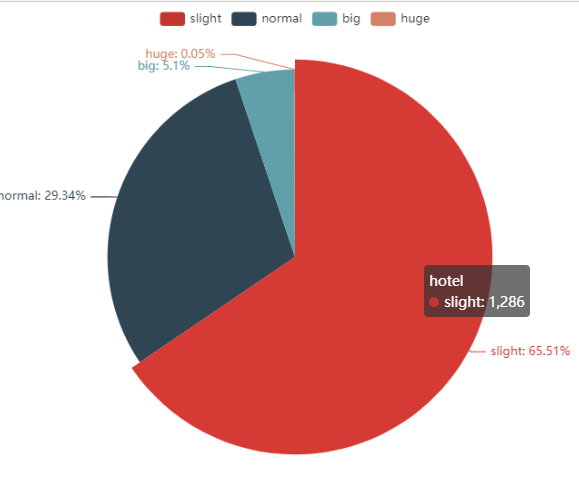 slight normal big huge
huge: 0.05%
big: 5.1%
normal: 29.34%
hotel
slight: 1,286
slight: 65.51%